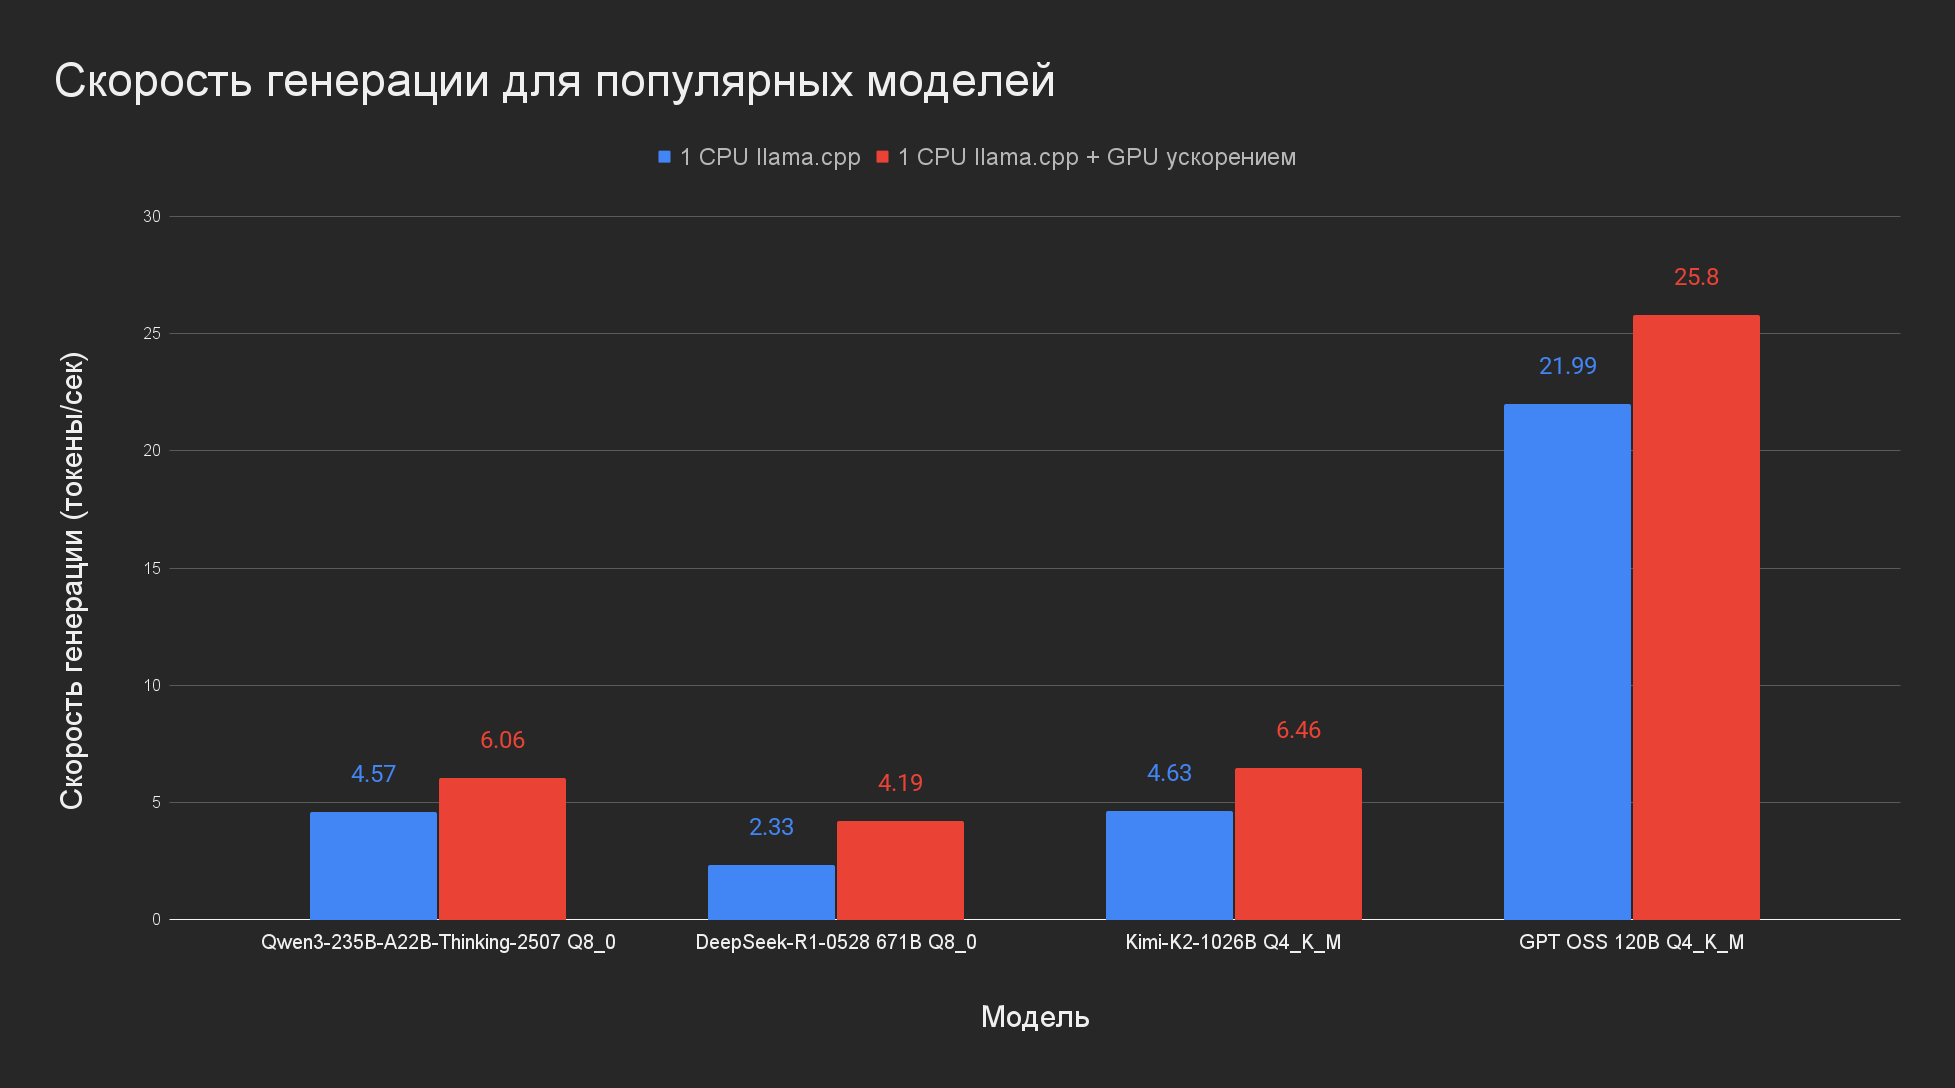 Скорость генерации для популярных моделей
1 CPU llama.cpp 1 CPU llama.cpp + GPU ускорением
Скорость генерации (токены/сек)
30
25
20
15
10
5
0
4.57
6.06
2.33
4.19
4.63
6.46
21.99
25.8
Qwen3-235B-A22B-Thinking-2507 Q8_0
DeepSeek-R1-0528 671B Q8_0
Kimi-K2-1026B Q4_K_M
GPT OSS 120B Q4_K_M
Модель